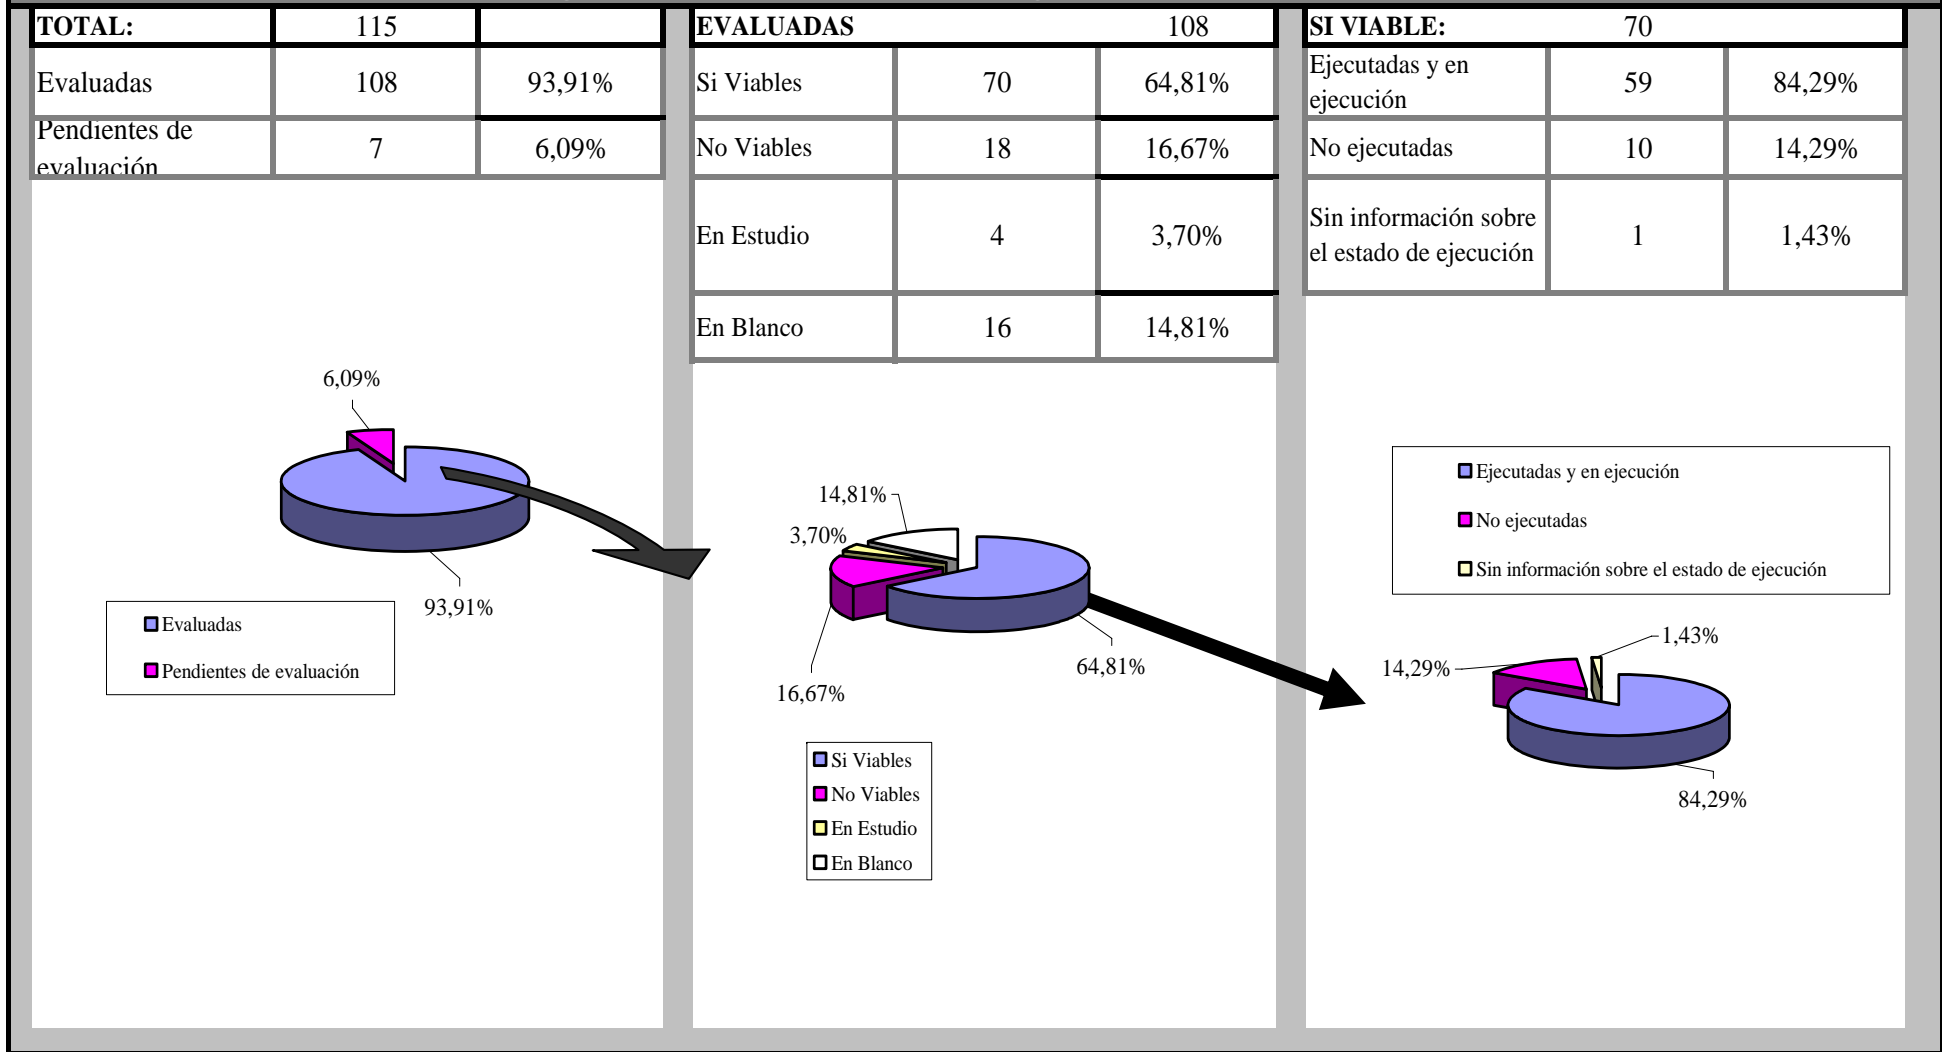 TOTAL: 115
Evaluadas 108 93,91%
Pendientes de
evaluación 7 6,09%
6,09%
93,91%
Evaluadas
Pendientes de evaluación
EVALUADAS 108
Si Viables 70 64,81%
No Viables 18 16,67%
En Estudio 4 3,70%
En Blanco 16 14,81%
14,81%
3,70%
16,67%
64,81%
Si Viables
No Viables
En Estudio
En Blanco
SI VIABLE: 70
Ejecutadas y en
ejecución 59 84,29%
No ejecutadas 10 14,29%
Sin información sobre
el estado de ejecución 1 1,43%
Ejecutadas y en ejecución
No ejecutadas
Sin información sobre el estado de ejecución
1,43%
14,29%
84,29%